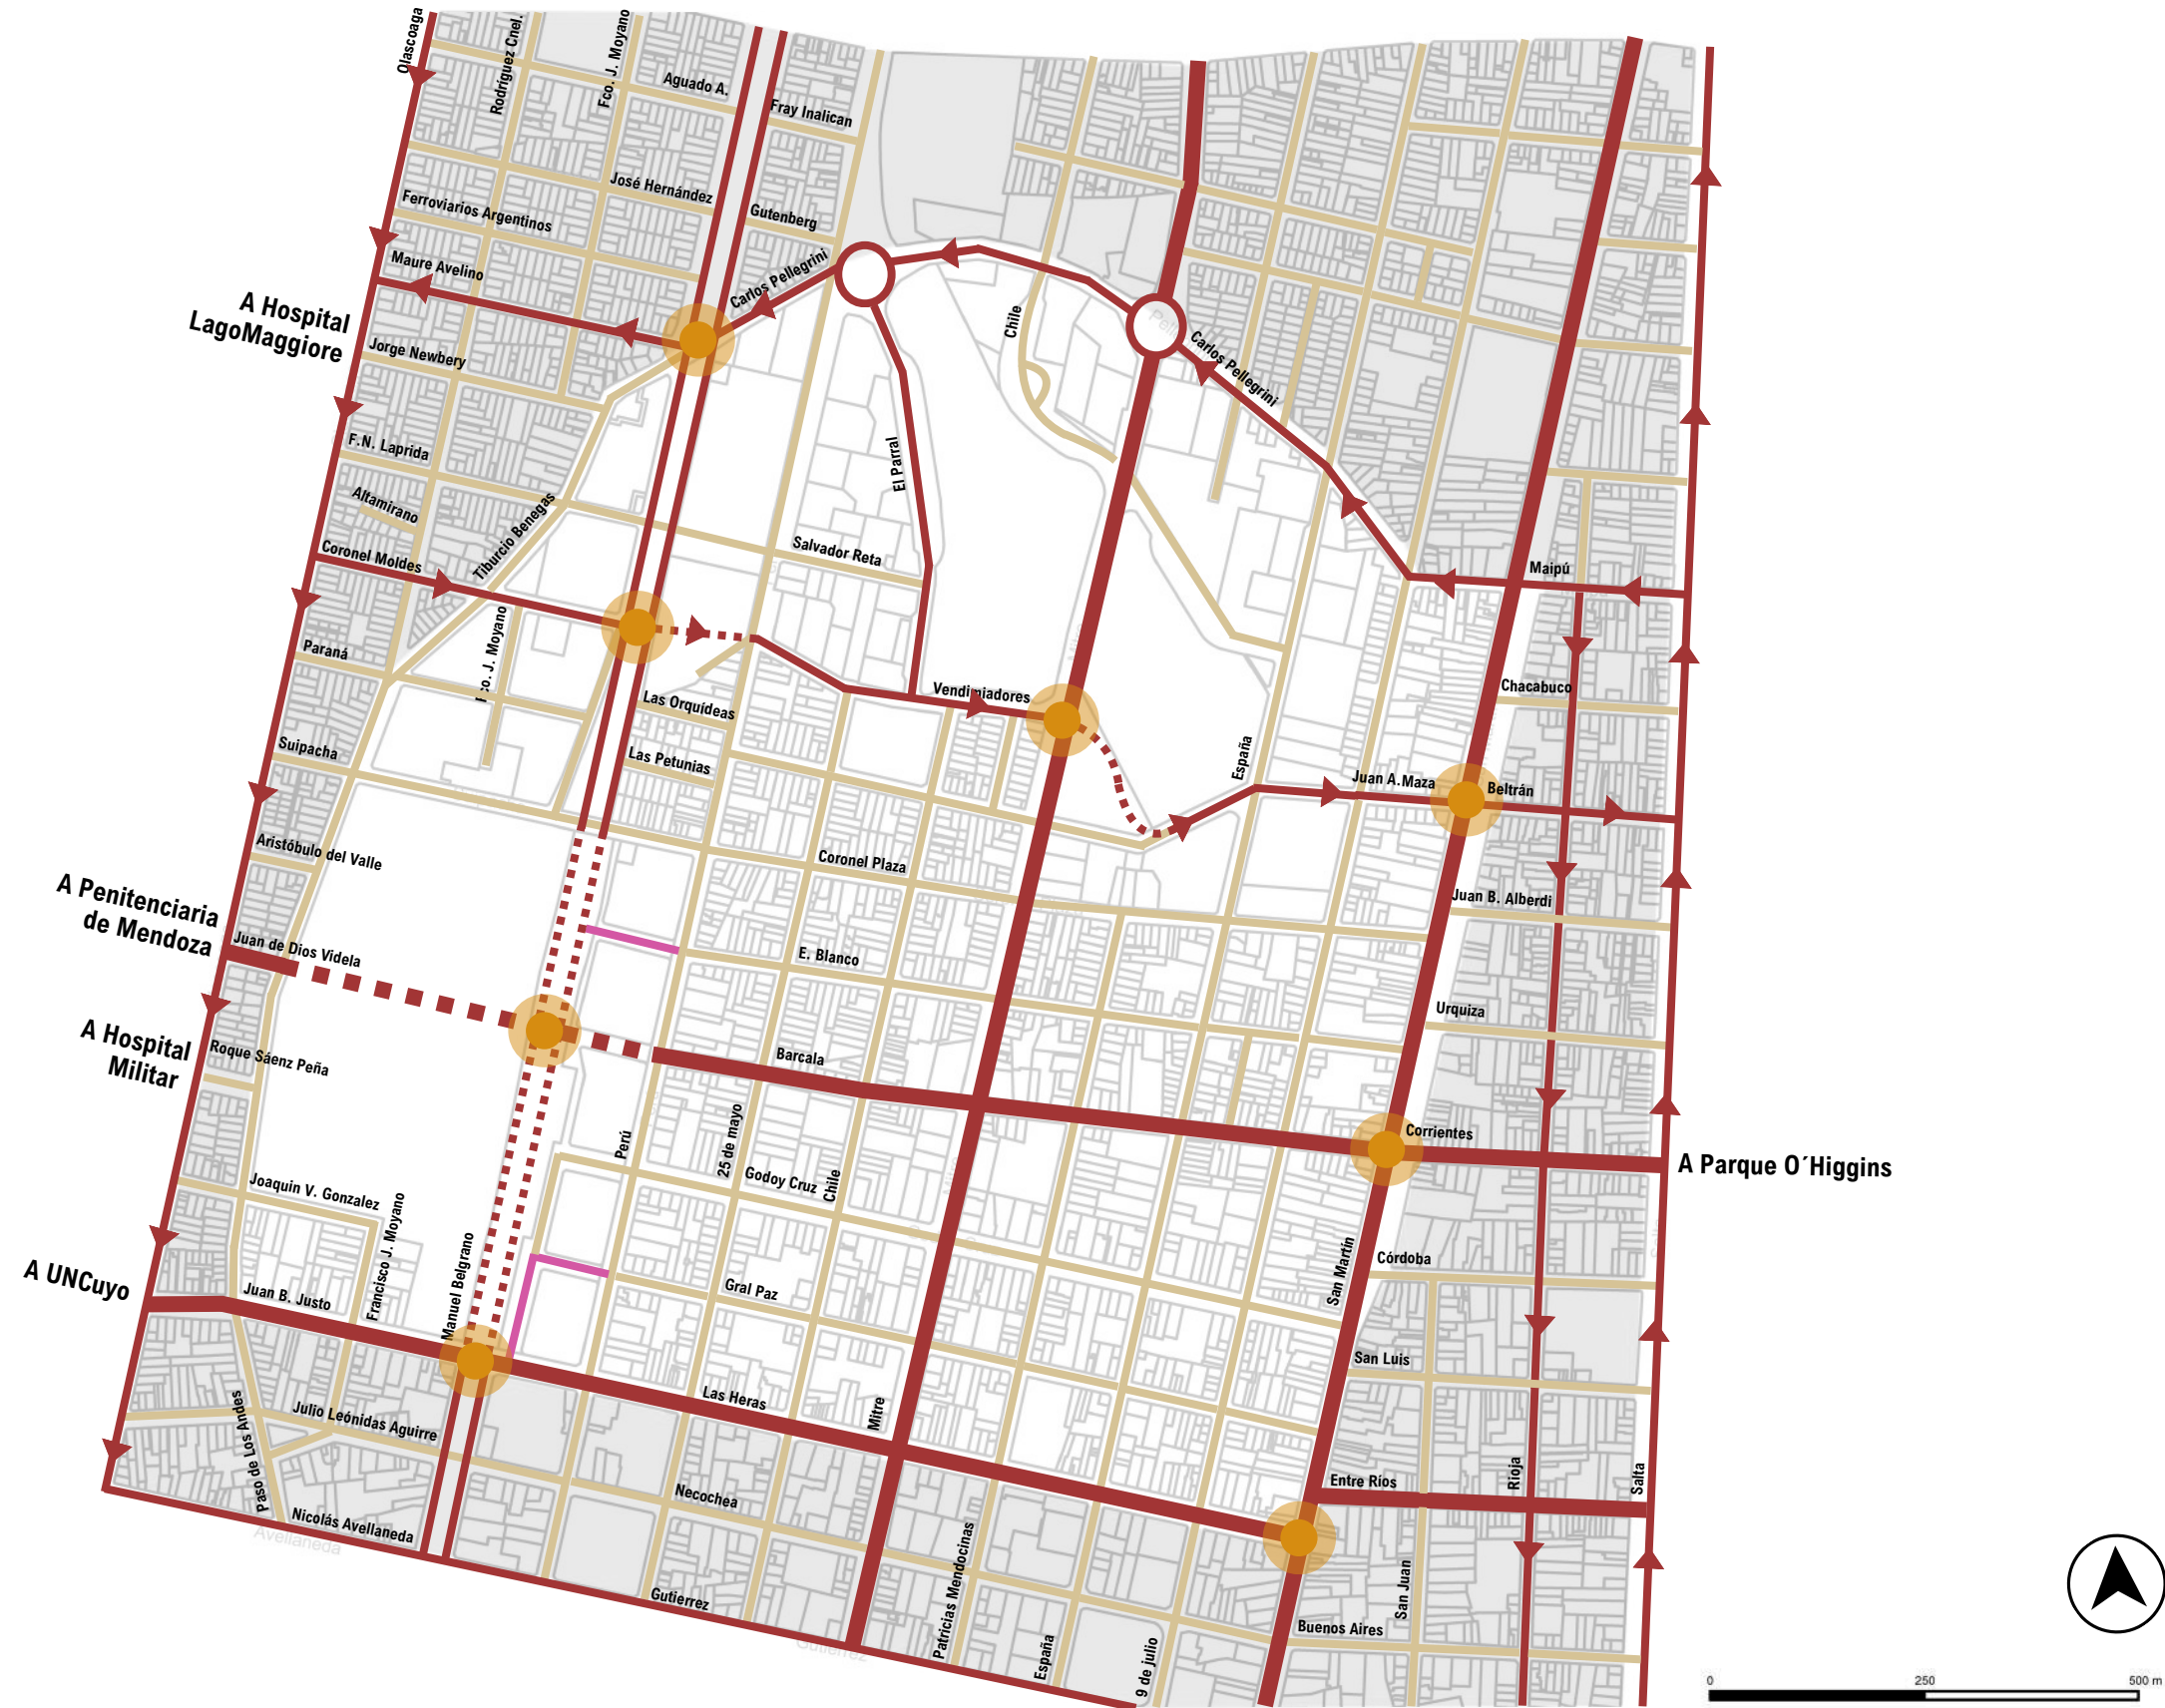 Olascoaga
Rodríguez Cnel.
Fco. J. Moyano
Aguado A.
Fray Inalican
José Hernández
Gutenberg
Ferroviarios Argentinos
Maure Avelino
Carlos Pellegrini
A Hospital
LagoMaggiore
Jorge Newbery
Chile
Carlos Pellegrini
F.N. Laprida
El Parral
Altamirano
Tiburcio Benegas
Coronel Moldes
Salvador Reta
Maipú
Fco. J. Moyano
Paraná
Las Orquídeas
Vendimiadores
Chacabuco
Suipacha
Las Petunias
España
Juan A. Maza
Beltrán
Aristóbulo del Valle
Coronel Plaza
Juan B. Alberdi
A Penitenciaria
de Mendoza
Juan de Dios Videla
E. Blanco
Urquiza
A Hospital
Militar
Roque Sáenz Peña
Barcala
Perú
25 de mayo
Corrientes
A Parque O´Higgins
Joaquin V. Gonzalez
Godoy Cruz
Chile
Francisco J. Moyano
Manuel Belgrano
San Martín
Córdoba
A UNCuyo
Juan B. Justo
Gral Paz
San Luis
Paso de Los Andes
Julio Leónidas Aguirre
Las Heras
Mitre
Entre Ríos
Rioja
Salta
Necochea
Nicolás Avellaneda
Avellaneda
Gutierrez
Gutierrez
Patricias Mendocinas
España
9 de julio
San Juan
Buenos Aires
0
250
500 m